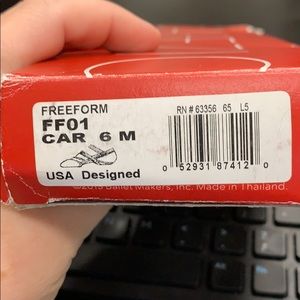 FREEFORM
RN # 63356 65 L5
FF01
CAR 6 M
USA Designed
0 52931 87412 0
©2015 Ballet Makers, Inc. Made in Thailand.